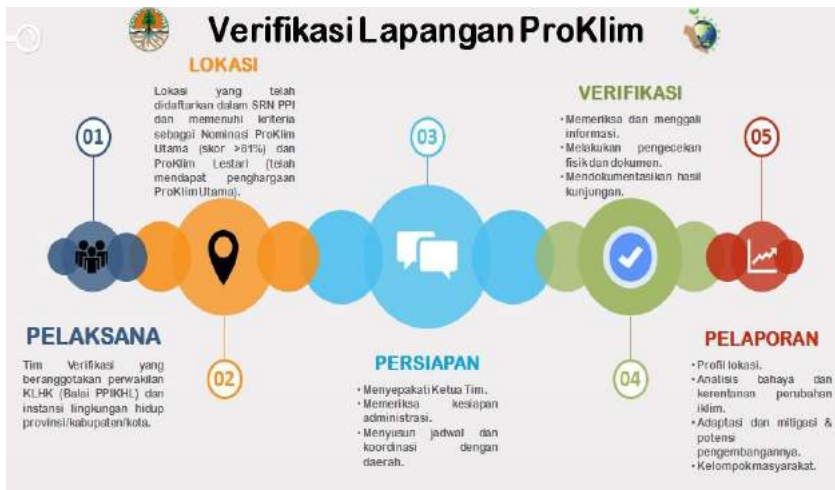 Verifikasi Lapangan ProKlim
LOKASI
Lokasi yang telah
didaftarkan dalam SRN PPI
dan memenuhi kriteria
sebagai Nominasi ProKlim
Utama (skor >81%) dan
ProKlim Lestari (telah
mendapat penghargaan
ProKlim Utama).
VERIFIKASI
• Memeriksa dan menggali
informasi.
• Melakukan pengecekan
fisik dan dokumen.
• Mendokumentasikan hasil
kunjungan.
01
03
05
PELAKSANA
Tim Verifikasi yang
beranggotakan perwakilan
KLHK (Balai PPIKHL) dan
instansi lingkungan hidup
provinsi/kabupaten/kota.
02
PERSIAPAN
• Menyepakati Ketua Tim.
• Memeriksa kesiapan
administrasi.
• Menyusun jadwal dan
koordinasi dengan
daerah.
04
PELAPORAN
• Profil lokasi.
• Analisis bahaya dan
kerentanan perubahan
iklim.
• Adaptasi dan mitigasi &
potensi
pengembangannya.
• Kelompok masyarakat.